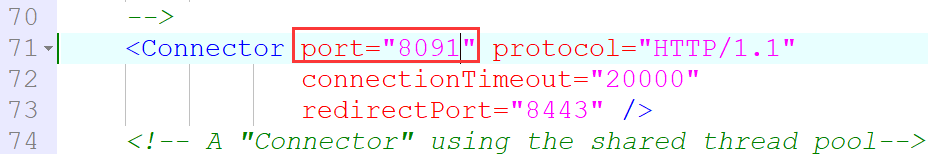 70 -->
71 <Connector port="8091" protocol="HTTP/1.1"
72 connectionTimeout="20000"
73 redirectPort="8443" />
74 <!-- A "Connector" using the shared thread pool-->